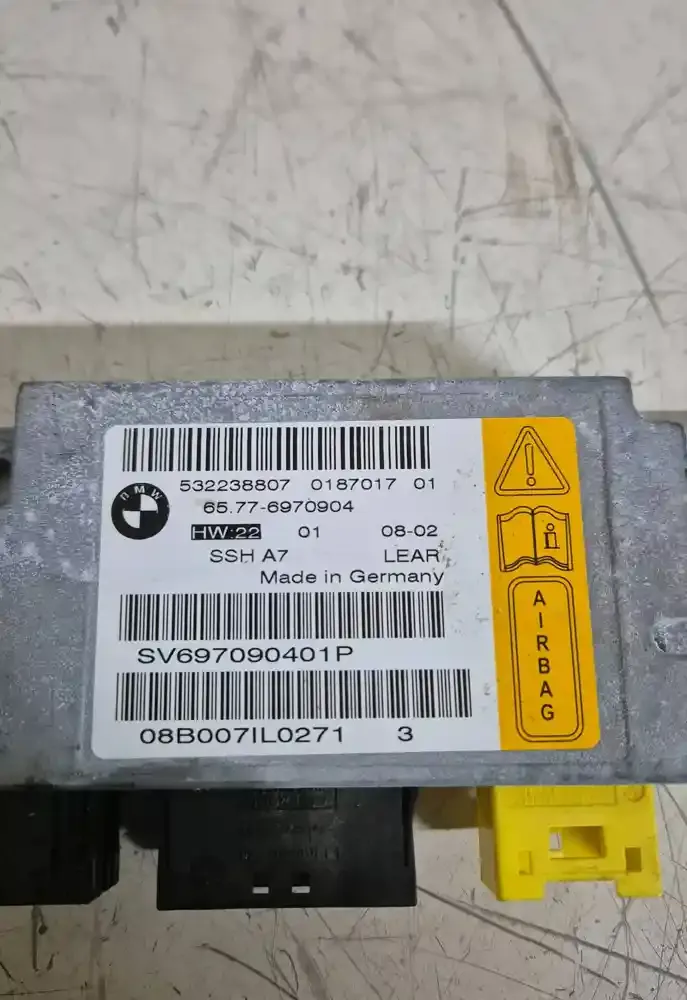 532238807 0187017 01
BMW
65.77-6970904
HW:22 01 08-02
SSH A7 LEAR
Made in Germany
SV697090401P
08B007IL0271 3
i
AIRBAG